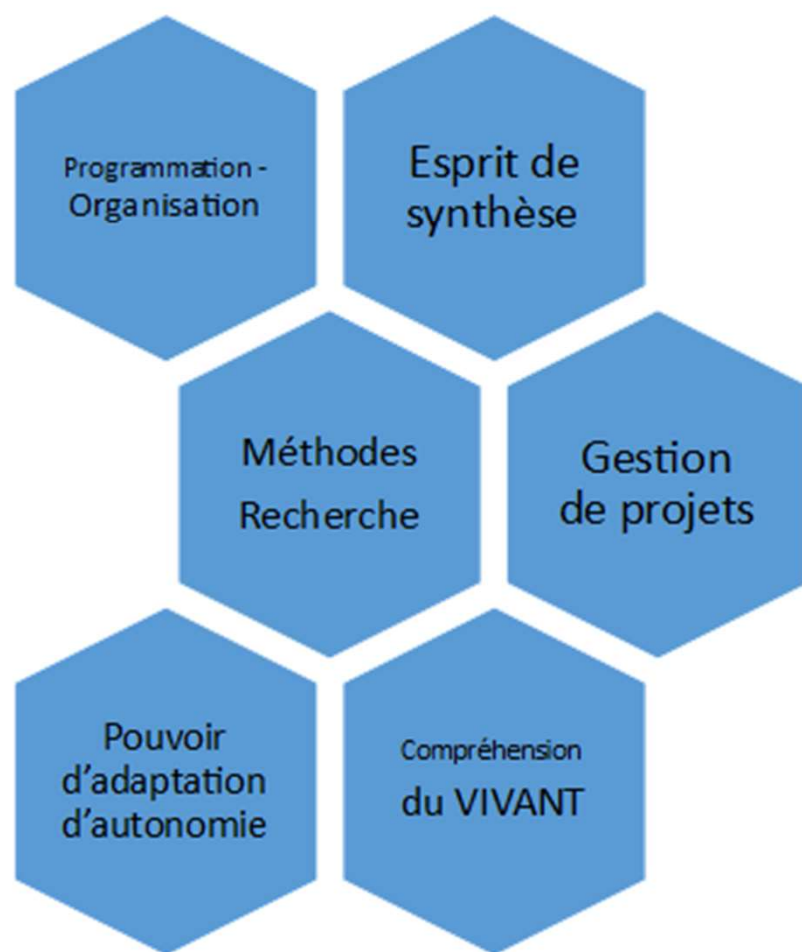 Programmation -
Organisation
Esprit de
synthèse
Méthodes
Recherche
Gestion
de projets
Pouvoir
d’adaptation
d’autonomie
Compréhension
du VIVANT